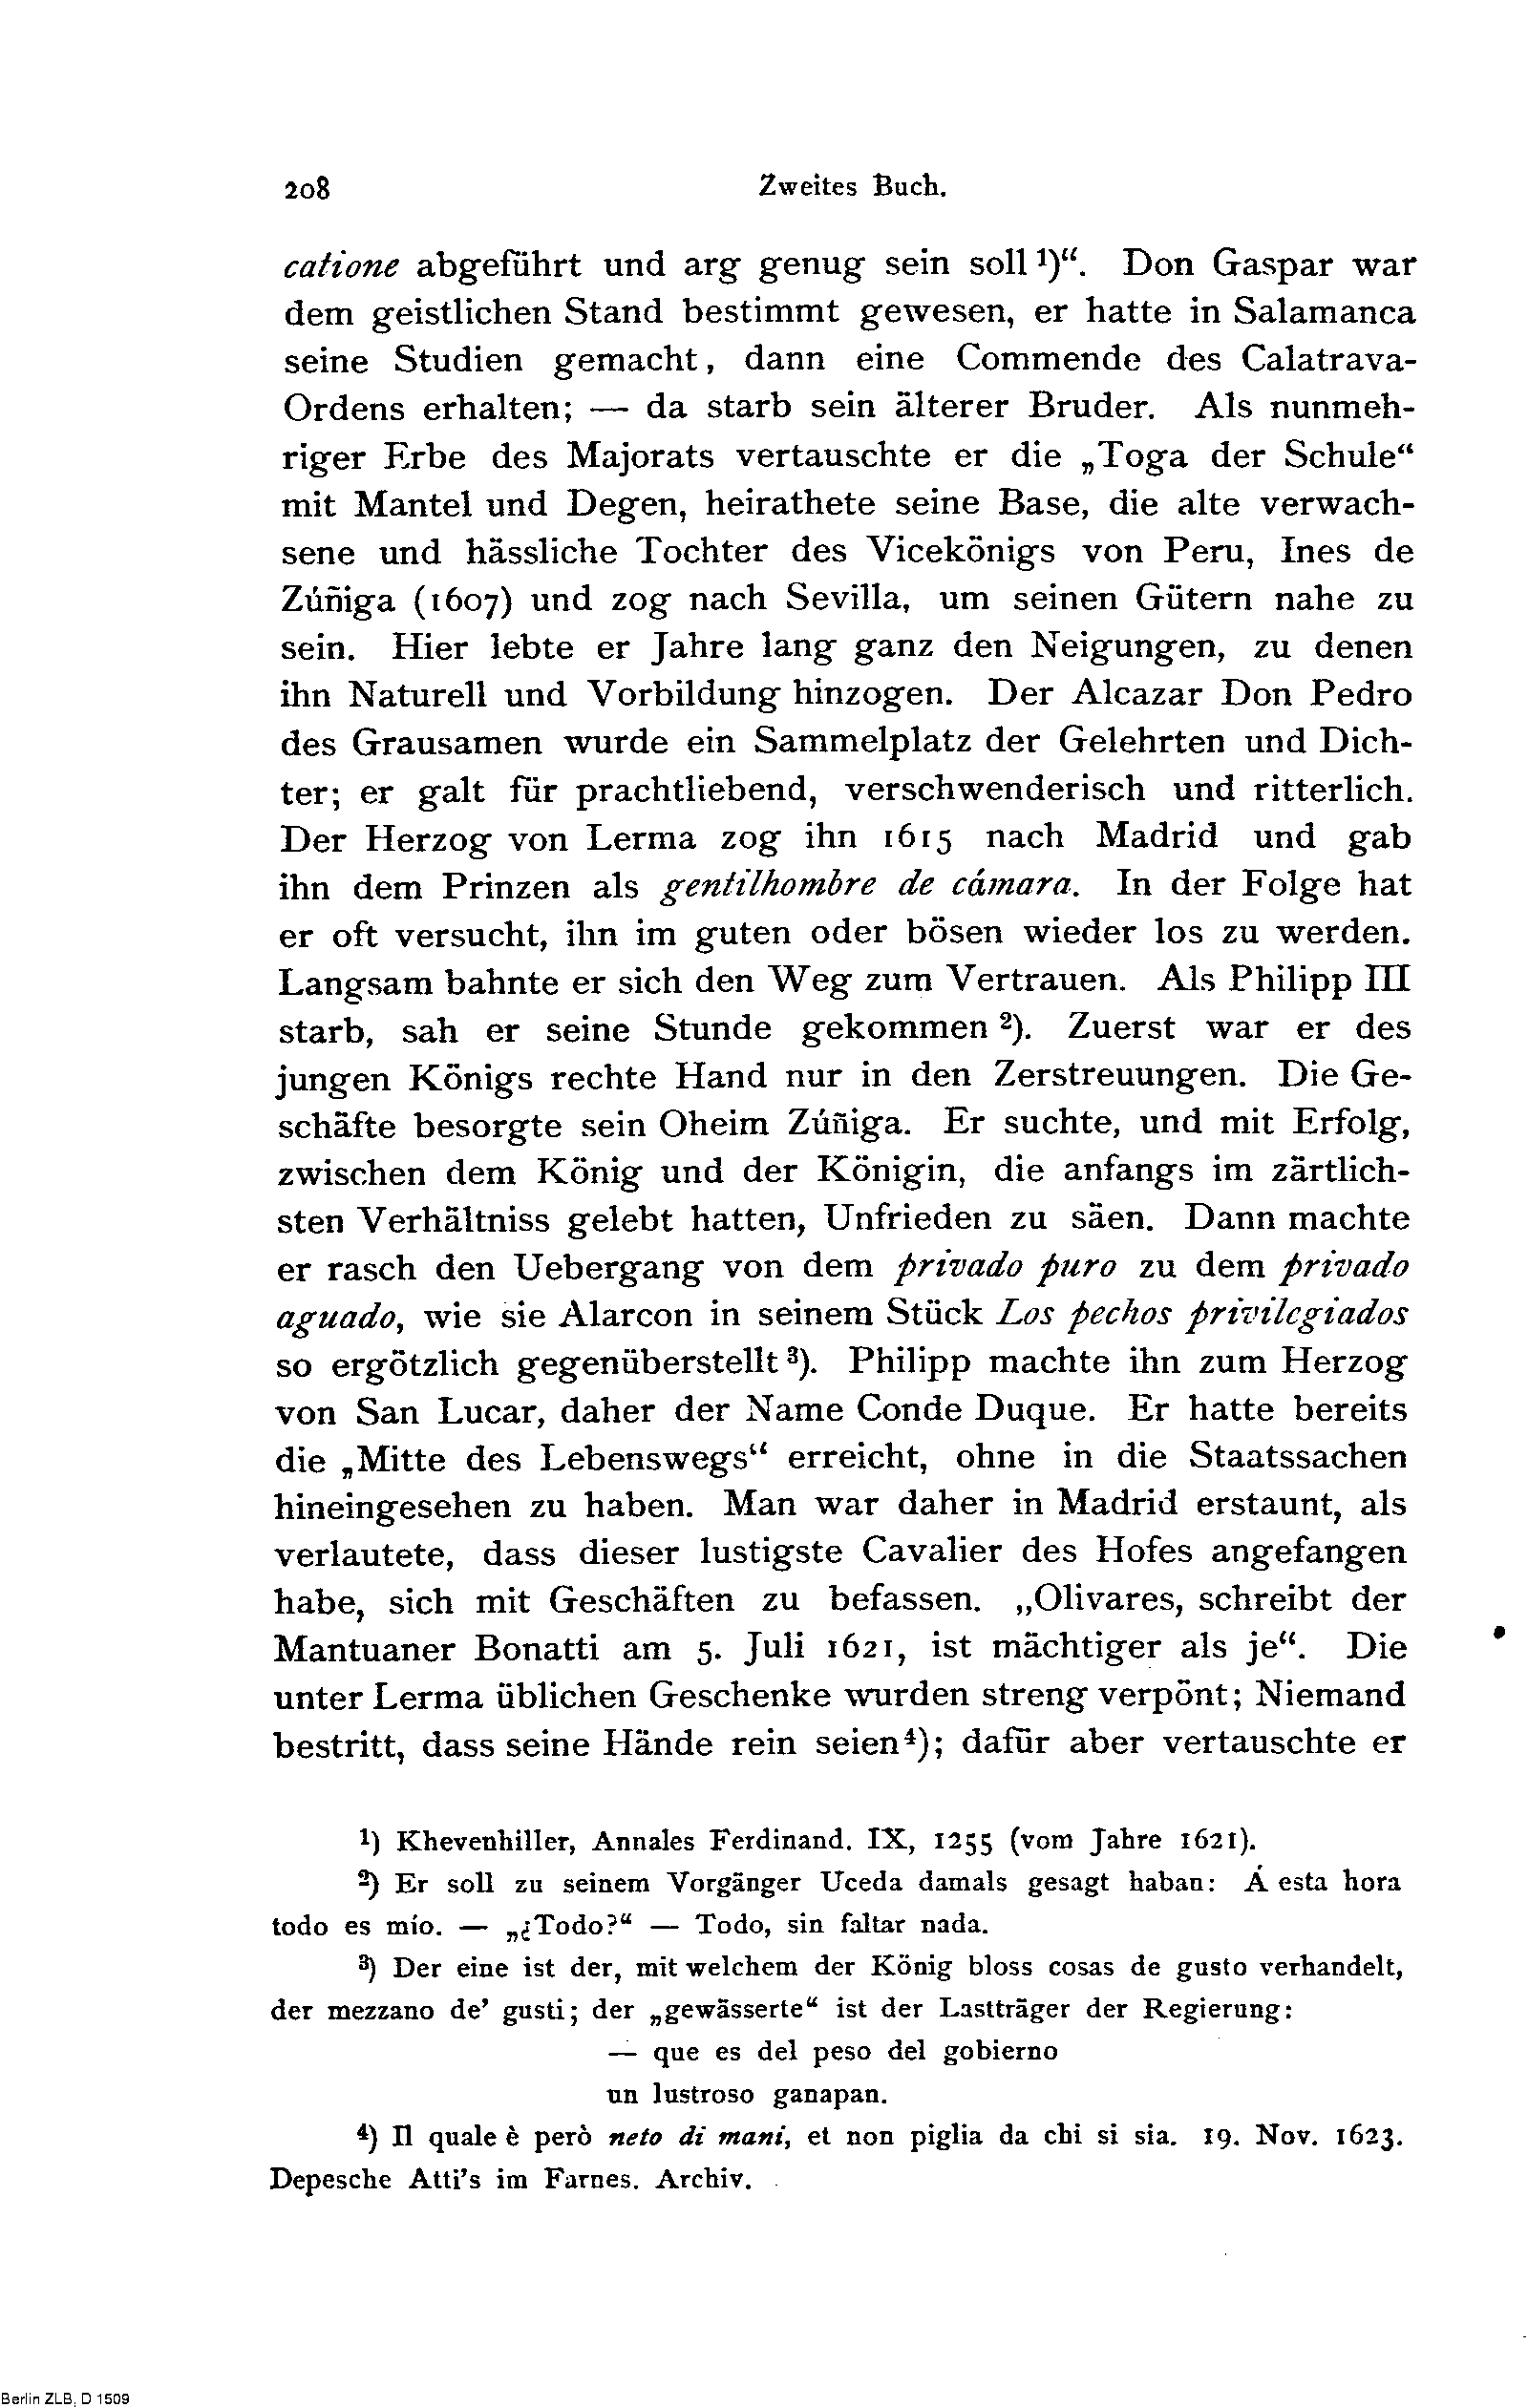 208 Zweites Buch.
catione abgeführt und arg genug sein soll ¹)“. Don Gaspar war
dem geistlichen Stand bestimmt gewesen, er hatte in Salamanca
seine Studien gemacht, dann eine Commende des Calatrava-
Ordens erhalten; — da starb sein älterer Bruder. Als nunmeh-
riger Erbe des Majorats vertauschte er die „Toga der Schule“
mit Mantel und Degen, heirathete seine Base, die alte verwach-
sene und hässliche Tochter des Vicekönigs von Peru, Ines de
Zúñiga (1607) und zog nach Sevilla, um seinen Gütern nahe zu
sein. Hier lebte er Jahre lang ganz den Neigungen, zu denen
ihn Naturell und Vorbildung hinzogen. Der Alcazar Don Pedro
des Grausamen wurde ein Sammelplatz der Gelehrten und Dich-
ter; er galt für prachtliebend, verschwenderisch und ritterlich.
Der Herzog von Lerma zog ihn 1615 nach Madrid und gab
ihn dem Prinzen als gentilhombre de cámara. In der Folge hat
er oft versucht, ihn im guten oder bösen wieder los zu werden.
Langsam bahnte er sich den Weg zum Vertrauen. Als Philipp III
starb, sah er seine Stunde gekommen ²). Zuerst war er des
jungen Königs rechte Hand nur in den Zerstreuungen. Die Ge-
schäfte besorgte sein Oheim Zúñiga. Er suchte, und mit Erfolg,
zwischen dem König und der Königin, die anfangs im zärtlich-
sten Verhältniss gelebt hatten, Unfrieden zu säen. Dann machte
er rasch den Uebergang von dem privado puro zu dem privado
aguado, wie sie Alarcon in seinem Stück Los pechos privilegiados
so ergötzlich gegenüberstellt ³). Philipp machte ihn zum Herzog
von San Lucar, daher der Name Conde Duque. Er hatte bereits
die „Mitte des Lebenswegs“ erreicht, ohne in die Staatssachen
hineingesehen zu haben. Man war daher in Madrid erstaunt, als
verlautete, dass dieser lustigste Cavalier des Hofes angefangen
habe, sich mit Geschäften zu befassen. „Olivares, schreibt der
Mantuaner Bonatti am 5. Juli 1621, ist mächtiger als je“. Die
unter Lerma üblichen Geschenke wurden streng verpönt; Niemand
bestritt, dass seine Hände rein seien ⁴); dafür aber vertauschte er
¹) Khevenhiller, Annales Ferdinand. IX, 1255 (vom Jahre 1621).
²) Er soll zu seinem Vorgänger Uceda damals gesagt haban: Á esta hora
todo es mio. — „¿Todo?“ — Todo, sin faltar nada.
³) Der eine ist der, mit welchem der König bloss cosas de gusto verhandelt,
der mezzano de’ gusti; der „gewässerte“ ist der Lastträger der Regierung:
— que es del peso del gobierno
un lustroso ganapan.
⁴) Il quale è però neto di mani, et non piglia da chi si sia. 19. Nov. 1623.
Depesche Atti’s im Farnes. Archiv.
Berlin ZLB, D 1509